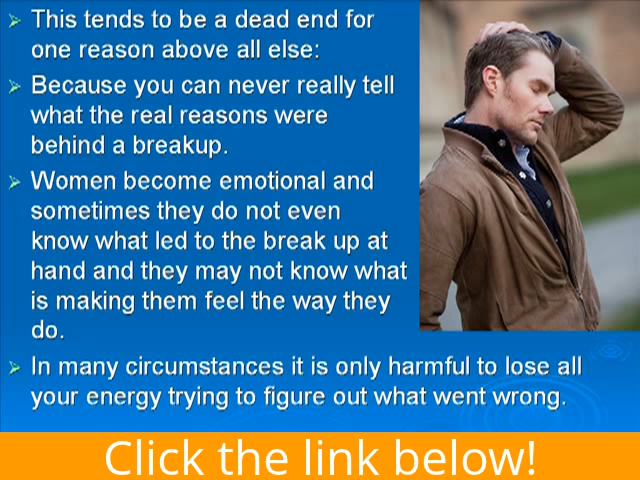 This tends to be a dead end for
one reason above all else:
Because you can never really tell
what the real reasons were
behind a breakup.
Women become emotional and
sometimes they do not even
know what led to the break up at
hand and they may not know what
is making them feel the way they
do.
In many circumstances it is only harmful to lose all
your energy trying to figure out what went wrong.
Click the link below!